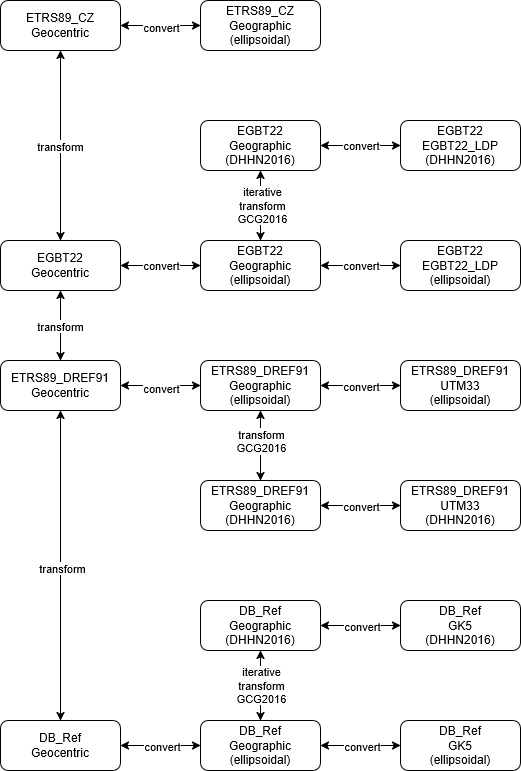 ETRS89_CZ
Geocentric
convert
ETRS89_CZ
Geographic
(ellipsoidal)
transform
EGBT22
Geographic
(DHHN2016)
convert
EGBT22
EGBT22_LDP
(DHHN2016)
iterative
transform
GCG2016
EGBT22
Geocentric
convert
EGBT22
Geographic
(ellipsoidal)
convert
EGBT22
EGBT22_LDP
(ellipsoidal)
transform
ETRS89_DREF91
Geocentric
convert
ETRS89_DREF91
Geographic
(ellipsoidal)
convert
ETRS89_DREF91
UTM33
(ellipsoidal)
transform
GCG2016
ETRS89_DREF91
Geographic
(DHHN2016)
convert
ETRS89_DREF91
UTM33
(DHHN2016)
transform
DB_Ref
Geographic
(DHHN2016)
convert
DB_Ref
GK5
(DHHN2016)
iterative
transform
GCG2016
DB_Ref
Geocentric
convert
DB_Ref
Geographic
(ellipsoidal)
convert
DB_Ref
GK5
(ellipsoidal)